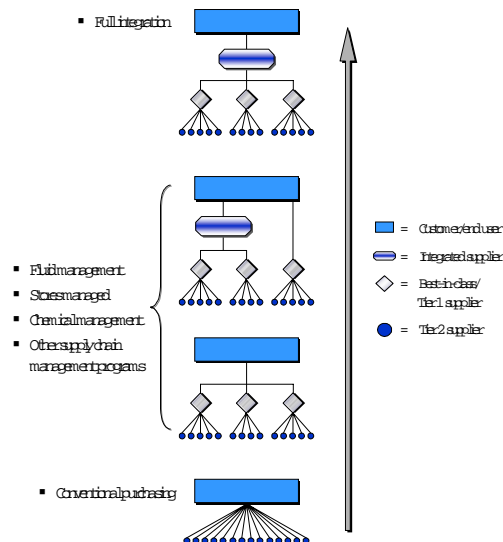 ▪ Full integration
▪ Fluid management
▪ Stores managed
▪ Chemical management
▪ Other supply chain
management programs
▪ Conventional purchasing
= Customer/end user
= Integrated supplier
= Best-in-class/
Tier 1 supplier
= Tier 2 supplier